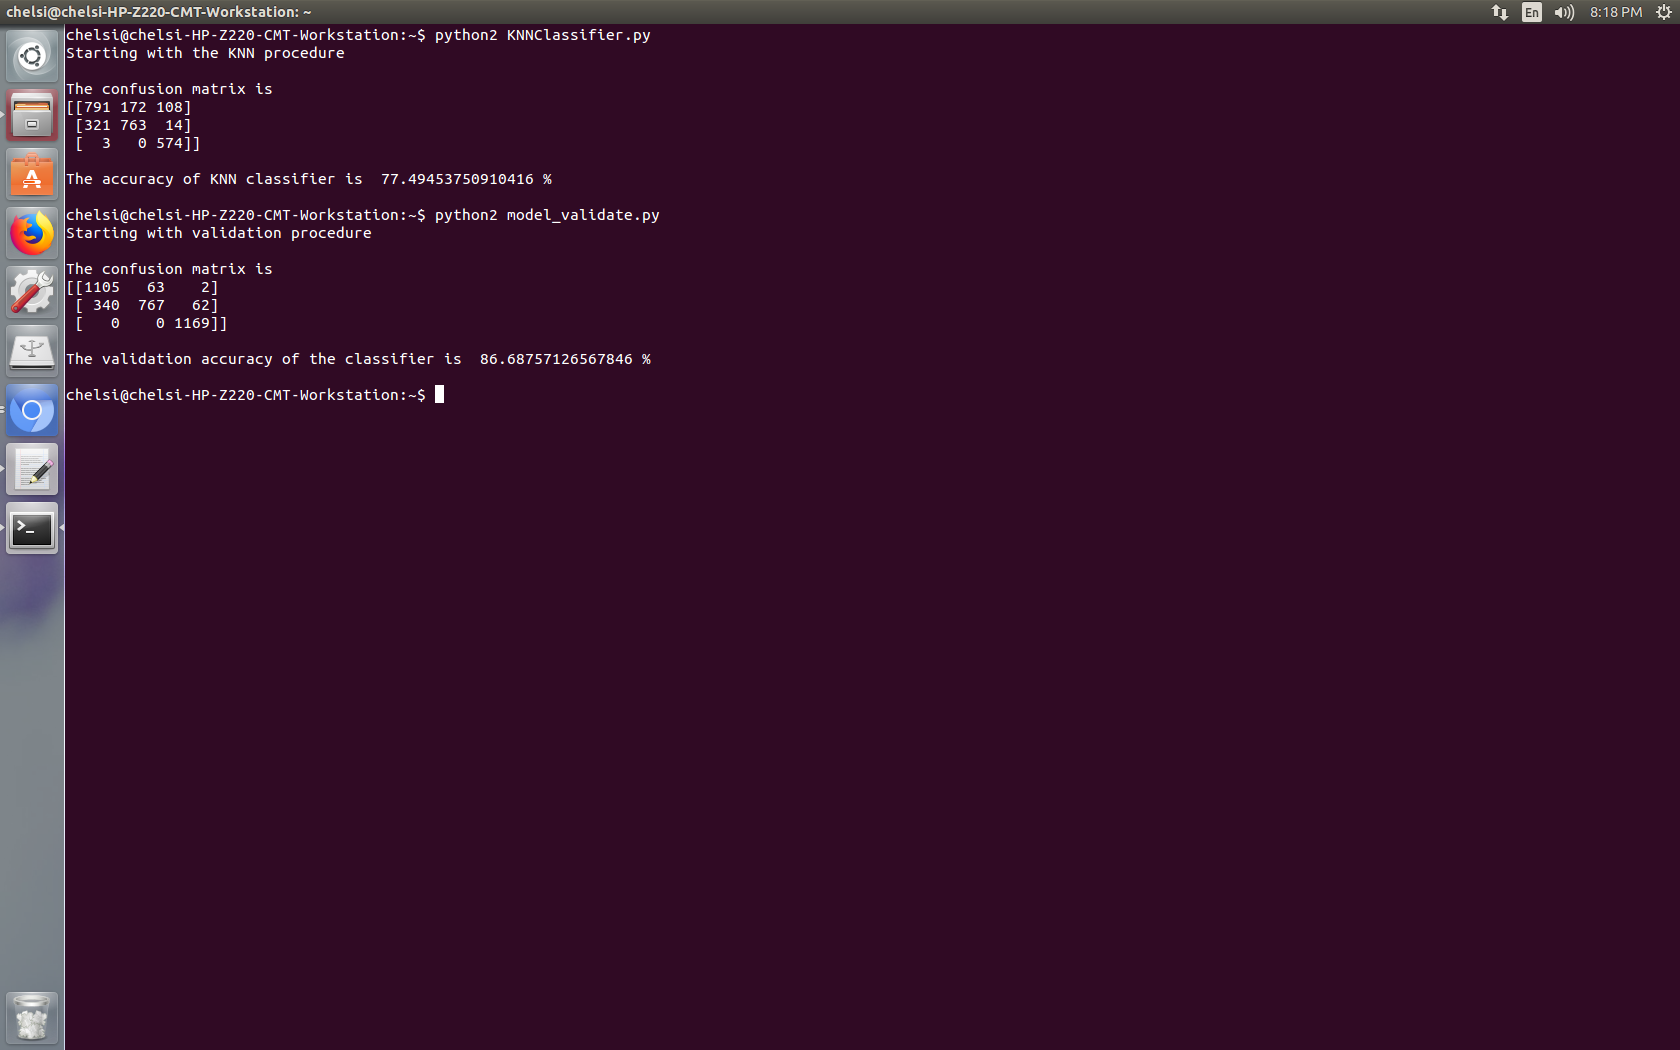 chelsi@chelsi-HP-Z220-CMT-Workstation: ~
En
8:18 PM
chelsi@chelsi-HP-Z220-CMT-Workstation:~$ python2 KNNClassifier.py
Starting with the KNN procedure
The confusion matrix is
[[791 172 108]
 [321 763  14]
 [  3   0 574]]
The accuracy of KNN classifier is  77.49453750910416 %
chelsi@chelsi-HP-Z220-CMT-Workstation:~$ python2 model_validate.py
Starting with validation procedure
The confusion matrix is
[[1105   63    2]
 [ 340  767   62]
 [   0    0 1169]]
The validation accuracy of the classifier is  86.68757126567846 %
chelsi@chelsi-HP-Z220-CMT-Workstation:~$